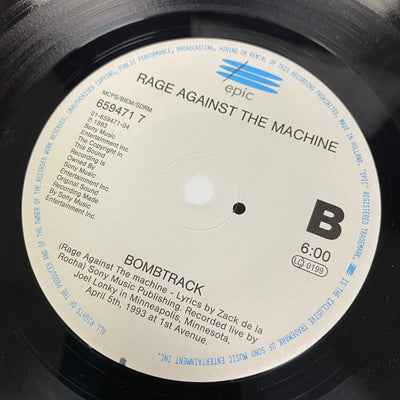 UNAUTHORISED COPYING, PUBLIC PERFORMANCE, BROADCASTING, HIRING OR RENTAL OF THIS RECORDING PROHIBITED. MADE IN HOLLAND. "EPIC" REGISTERED TRADEMARK.
epic
RAGE AGAINST THE MACHINE
MCPS/BIEM/SDRM
659471 7
01-659471-04
℗ 1993
Sony Music
Entertainment Inc.
The Copyright in
This Sound
Recording Is
Owned By
Sony Music
Entertainment Inc.
Original Sound
Recording Made
By Sony Music
Entertainment Inc.
B
6:00
LC 0199
BOMBTRACK
(Rage Against The machine - Lyrics by Zack de la
Rocha) Sony Music Publishing. Recorded live by
Joel Lonky in Minneapolis, Minnesota,
April 5th, 1993 at 1st Avenue.
ALL RIGHTS OF THE PRODUCER AND OF THE OWNER OF THE RECORDED WORK RESERVED.
IS THE EXCLUSIVE TRADEMARK OF SONY MUSIC ENTERTAINMENT INC.